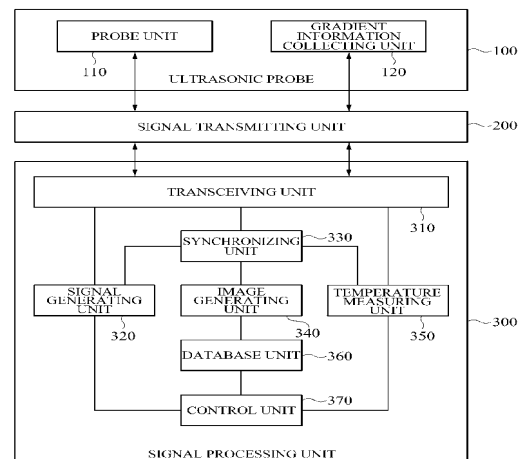 PROBE UNIT
GRADIENT
INFORMATION
COLLECTING UNIT
110
120
100
ULTRASONIC PROBE
SIGNAL TRANSMITTING UNIT
200
TRANSCEIVING UNIT
310
SYNCHRONIZING
UNIT
330
SIGNAL
GENERATING
UNIT
IMAGE
GENERATING
UNIT
TEMPERATURE
MEASURING
UNIT
320
340
350
300
DATABASE UNIT
360
CONTROL UNIT
370
SIGNAL PROCESSING UNIT